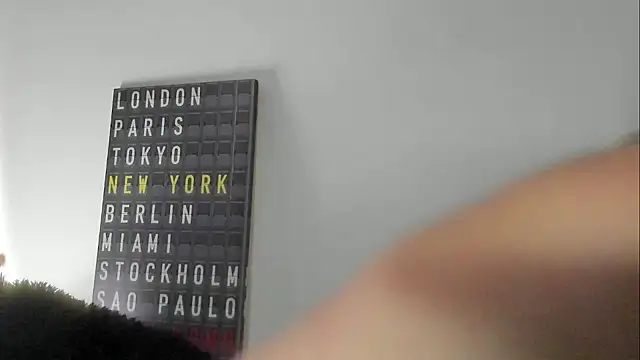 LONDON
PARIS
TOKYO
NEW YORK
BERLIN
MIAMI
STOCKHOLM
SAO PAULO